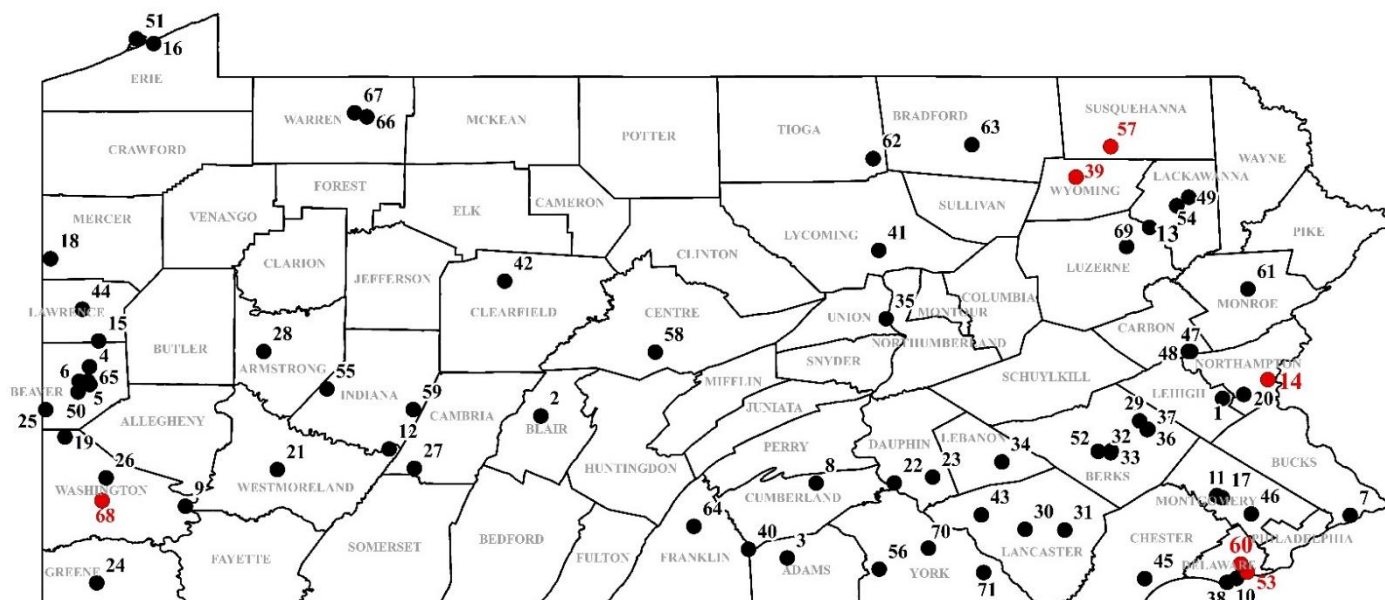 51
16
ERIE
67
66
WARREN
MCKEAN
POTTER
TIOGA
62
BRADFORD
63
SUSQUEHANNA
57
CRAWFORD
WAYNE
39
WYOMING
LACKAWANNA
49
54
FOREST
ELK
CAMERON
SULLIVAN
MERCER
VENANGO
18
PIKE
LYCOMING
41
13
69
LUZERNE
CLINTON
CLARION
JEFFERSON
42
CLEARFIELD
61
MONROE
44
LAWRENCE
15
COLUMBIA
35
UNION
MONTOUR
CENTRE
58
NORTHUMBERLAND
CARBON
47
48
BUTLER
28
ARMSTRONG
4
6
65
5
BEAVER
50
25
SNYDER
NORTHAMPTON
14
SCHUYLKILL
MIFFLIN
55
INDIANA
59
CAMBRIA
2
BLAIR
JUNIATA
LEHIGH
1
20
ALLEGHENY
19
12
27
PERRY
DAUPHIN
LEBANON
34
29
37
36
52
32
33
BERKS
BUCKS
26
WASHINGTON
68
21
WESTMORELAND
9
HUNTINGDON
8
CUMBERLAND
22
23
11
17
MONTGOMERY
46
7
64
FRANKLIN
43
30
31
LANCASTER
CHESTER
PHILADELPHIA
SOMERSET
BEDFORD
FULTON
FAYETTE
GREENE
24
40
3
ADAMS
56
70
YORK
71
45
60
DELAWARE
53
38
10